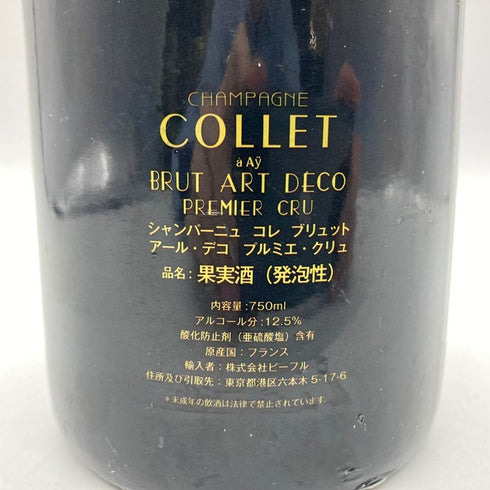 CHAMPAGNE
COLLET
à Aÿ
BRUT ART DECO
PREMIER CRU
シャンパーニュ コレ ブリュット
アール・デコ プルミエ・クリュ
品名：果実酒（発泡性）
内容量：750ml
アルコール分：12.5%
酸化防止剤（亜硫酸塩）含有
原産国：フランス
輸入者：株式会社ビーフル
住所及び引取先：東京都港区六本木 5-17-6
＊未成年の飲酒は法律で禁止されています。